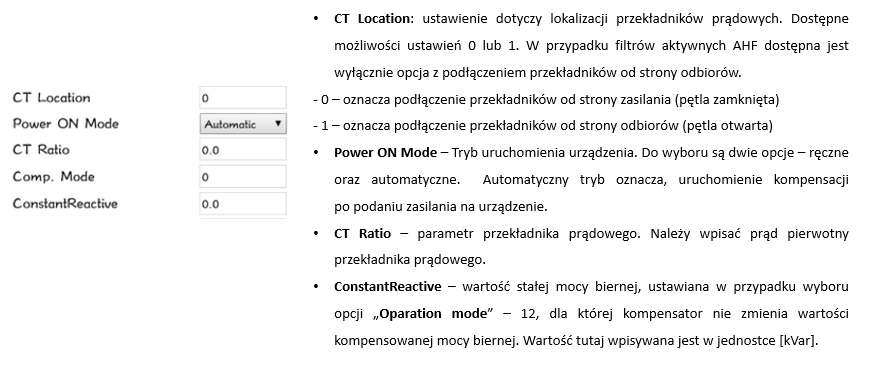 CT Location 0
Power ON Mode Automatic ▼
CT Ratio 0.0
Comp. Mode 0
ConstantReactive 0.0
• CT Location: ustawienie dotyczy lokalizacji przekładników prądowych. Dostępne
możliwości ustawień 0 lub 1. W przypadku filtrów aktywnych AHF dostępna jest
wyłącznie opcja z podłączeniem przekładników od strony odbiorów.
- 0 – oznacza podłączenie przekładników od strony zasilania (pętla zamknięta)
- 1 – oznacza podłączenie przekładników od strony odbiorów (pętla otwarta)
• Power ON Mode – Tryb uruchomienia urządzenia. Do wyboru są dwie opcje – ręczne
oraz automatyczne. Automatyczny tryb oznacza, uruchomienie kompensacji
po podaniu zasilania na urządzenie.
• CT Ratio – parametr przekładnika prądowego. Należy wpisać prąd pierwotny
przekładnika prądowego.
• ConstantReactive – wartość stałej mocy biernej, ustawiana w przypadku wyboru
opcji „Oparation mode” – 12, dla której kompensator nie zmienia wartości
kompensowanej mocy biernej. Wartość tutaj wpisywana jest w jednostce [kVar].